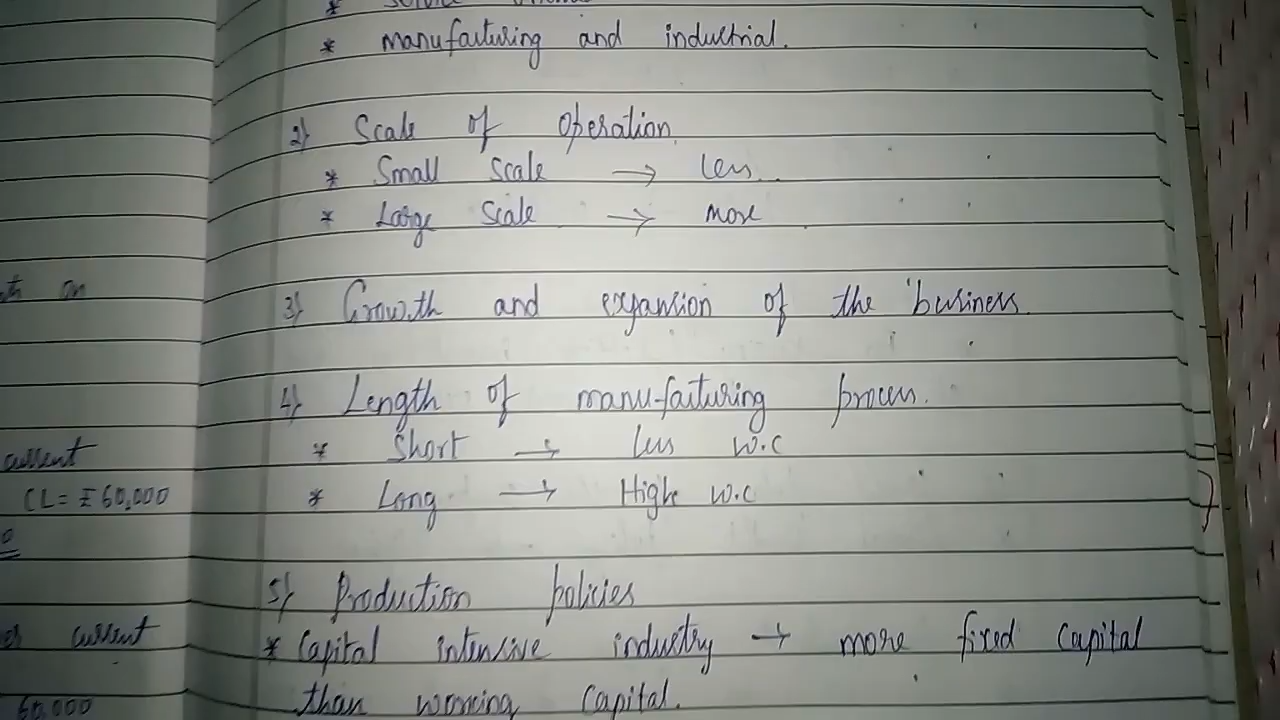 * manufacturing and industrial.
2) Scale of operation
* Small scale → less.
* Large scale → more
3) Growth and expansion of the business.
4) Length of manufacturing process.
* Short → less W.C
* Long → High W.C
5) Production policies
* Capital intensive industry → more fixed capital
than working capital.
on
current
CL = ₹60,000
current
60,000